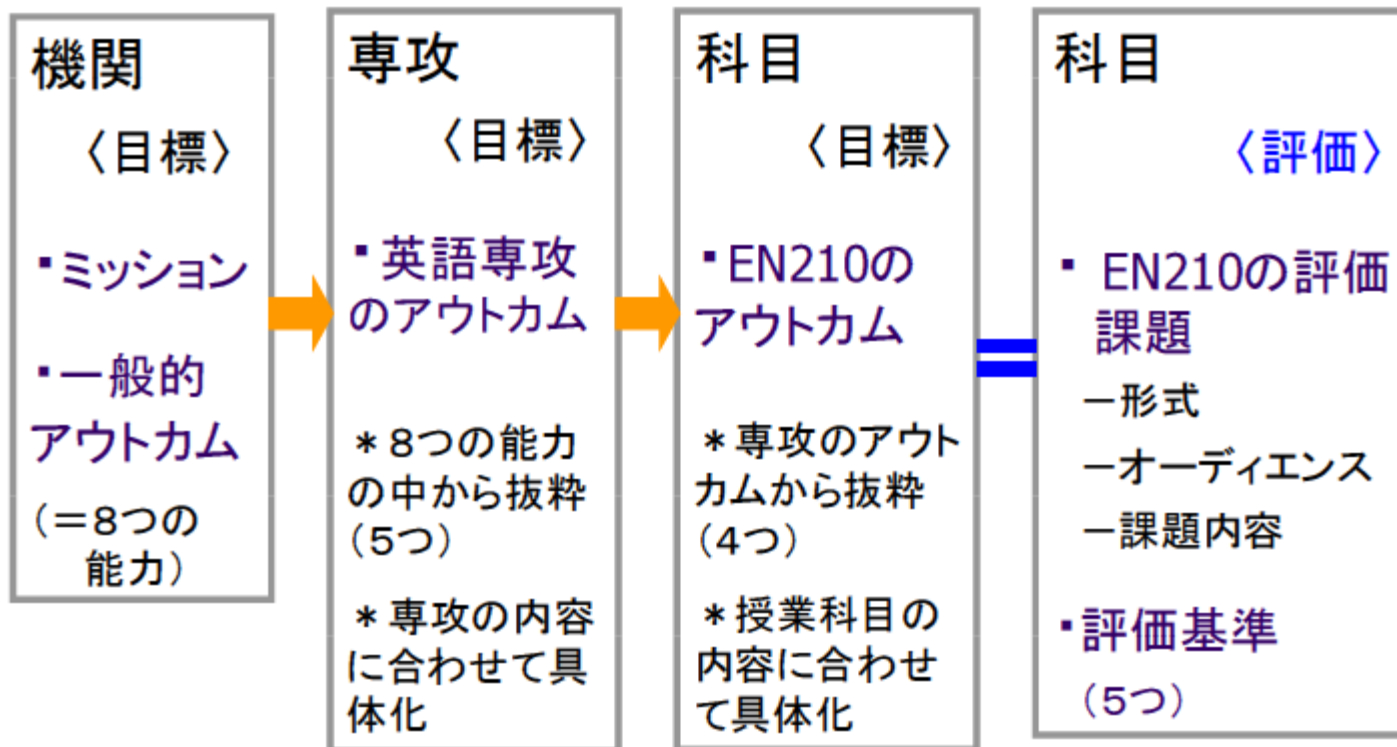 機関
〈目標〉
▪ミッション
▪一般的
アウトカム
(＝８つの
能力)
専攻
〈目標〉
▪英語専攻
のアウトカム
＊８つの能力
の中から抜粋
(５つ)
＊専攻の内容
に合わせて具
体化
科目
〈目標〉
▪EN210の
アウトカム
＊専攻のアウト
カムから抜粋
(４つ)
＊授業科目の
内容に合わせ
て具体化
科目
〈評価〉
▪ EN210の評価
課題
－形式
－オーディエンス
－課題内容
▪評価基準
(５つ)